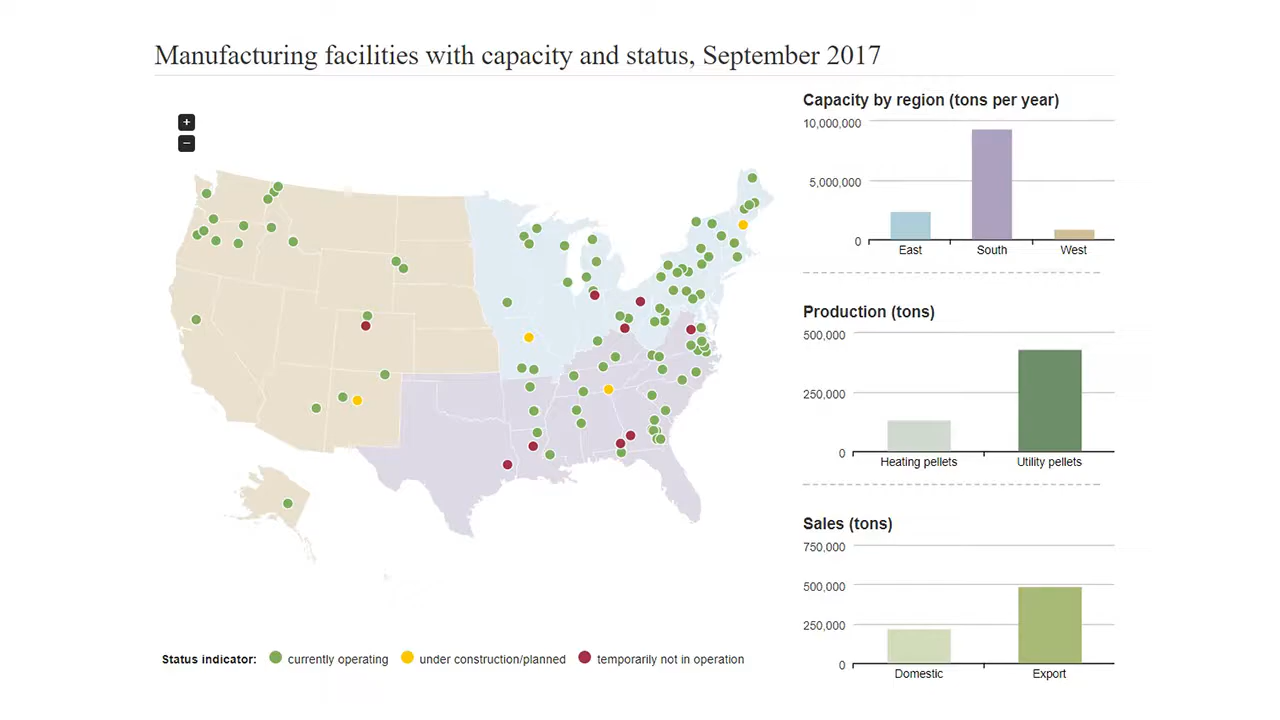 Manufacturing facilities with capacity and status, September 2017
+
−
Status indicator: currently operating under construction/planned temporarily not in operation
Capacity by region (tons per year)
10,000,000
5,000,000
0
East South West
Production (tons)
500,000
250,000
0
Heating pellets Utility pellets
Sales (tons)
750,000
500,000
250,000
0
Domestic Export